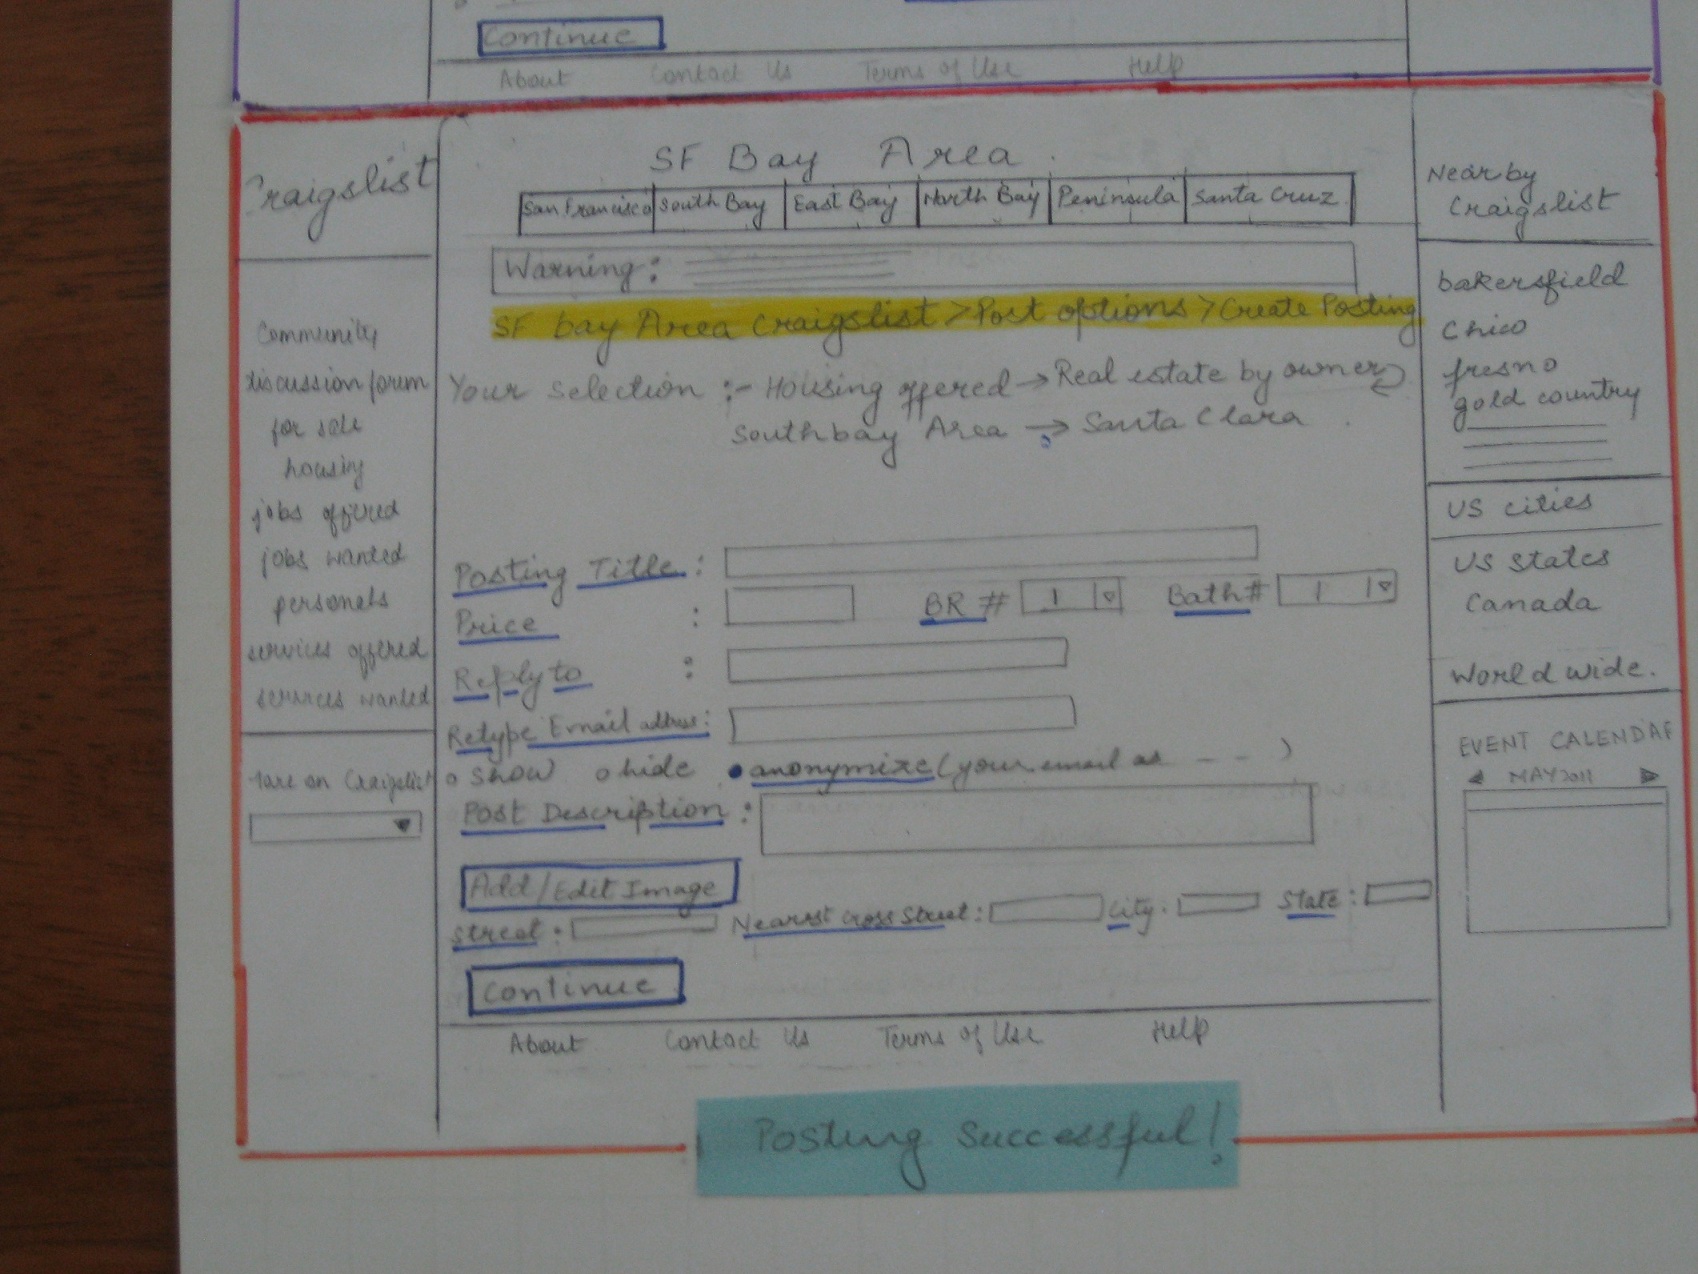 Continue
About Contact Us Terms of Use Help
Craigslist
Community
discussion forum
for sale
housing
jobs offered
jobs wanted
personals
services offered
services wanted
on Craigslist
SF Bay Area
San Francisco South Bay East Bay North Bay Peninsula Santa Cruz
Warning:
SF bay Area Craigslist > Post options > Create Posting
Your Selection :- Housing offered → Real estate by owner
Southbay Area → Santa Clara
Posting Title :
Price : BR # 1 Bath# 1
Reply to :
Retype Email address:
o show o hide • anonymize (your email as - - )
Post Description :
Add/Edit Image
Street : Nearest Cross Street : City : State :
Continue
About Contact Us Terms of Use Help
Nearby
Craigslist
bakersfield
Chico
fresno
gold country
US cities
US States
Canada
World wide.
EVENT CALENDAR
◀ MAY 2011 ▶
Posting Successful!